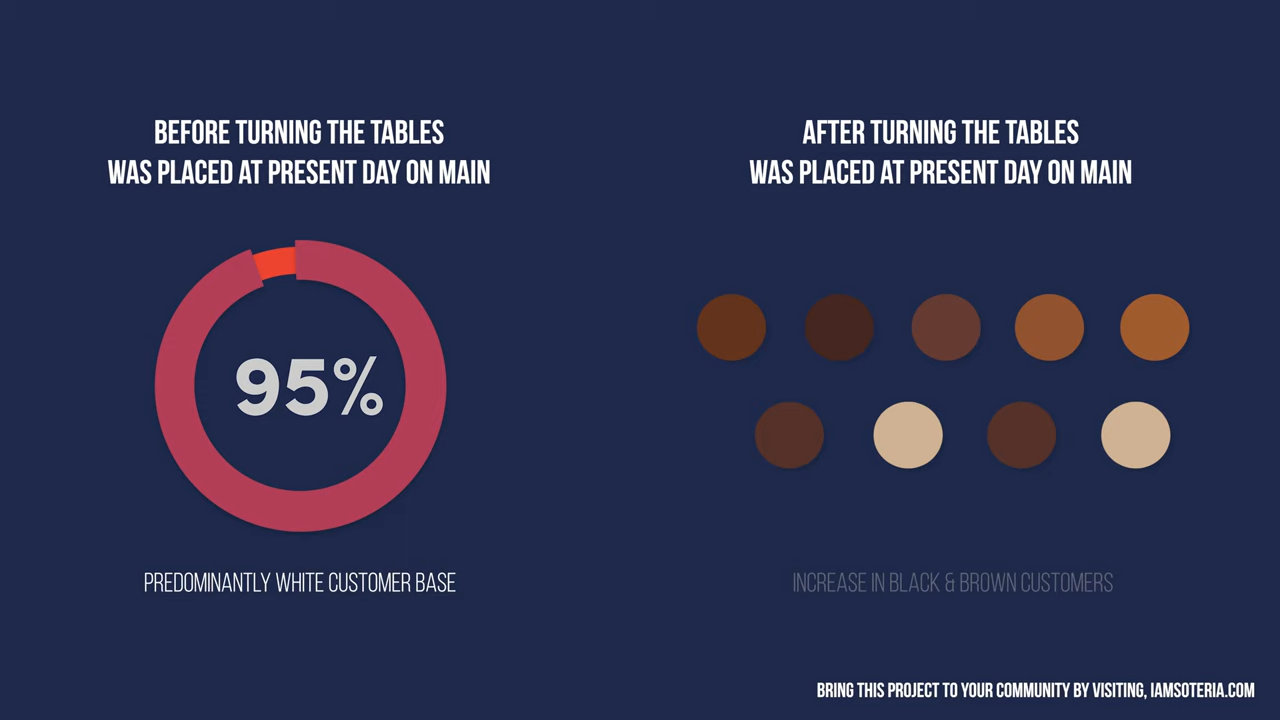 BEFORE TURNING THE TABLES
WAS PLACED AT PRESENT DAY ON MAIN
95%
PREDOMINANTLY WHITE CUSTOMER BASE
AFTER TURNING THE TABLES
WAS PLACED AT PRESENT DAY ON MAIN
INCREASE IN BLACK & BROWN CUSTOMERS
BRING THIS PROJECT TO YOUR COMMUNITY BY VISITING, IAMSOTERIA.COM